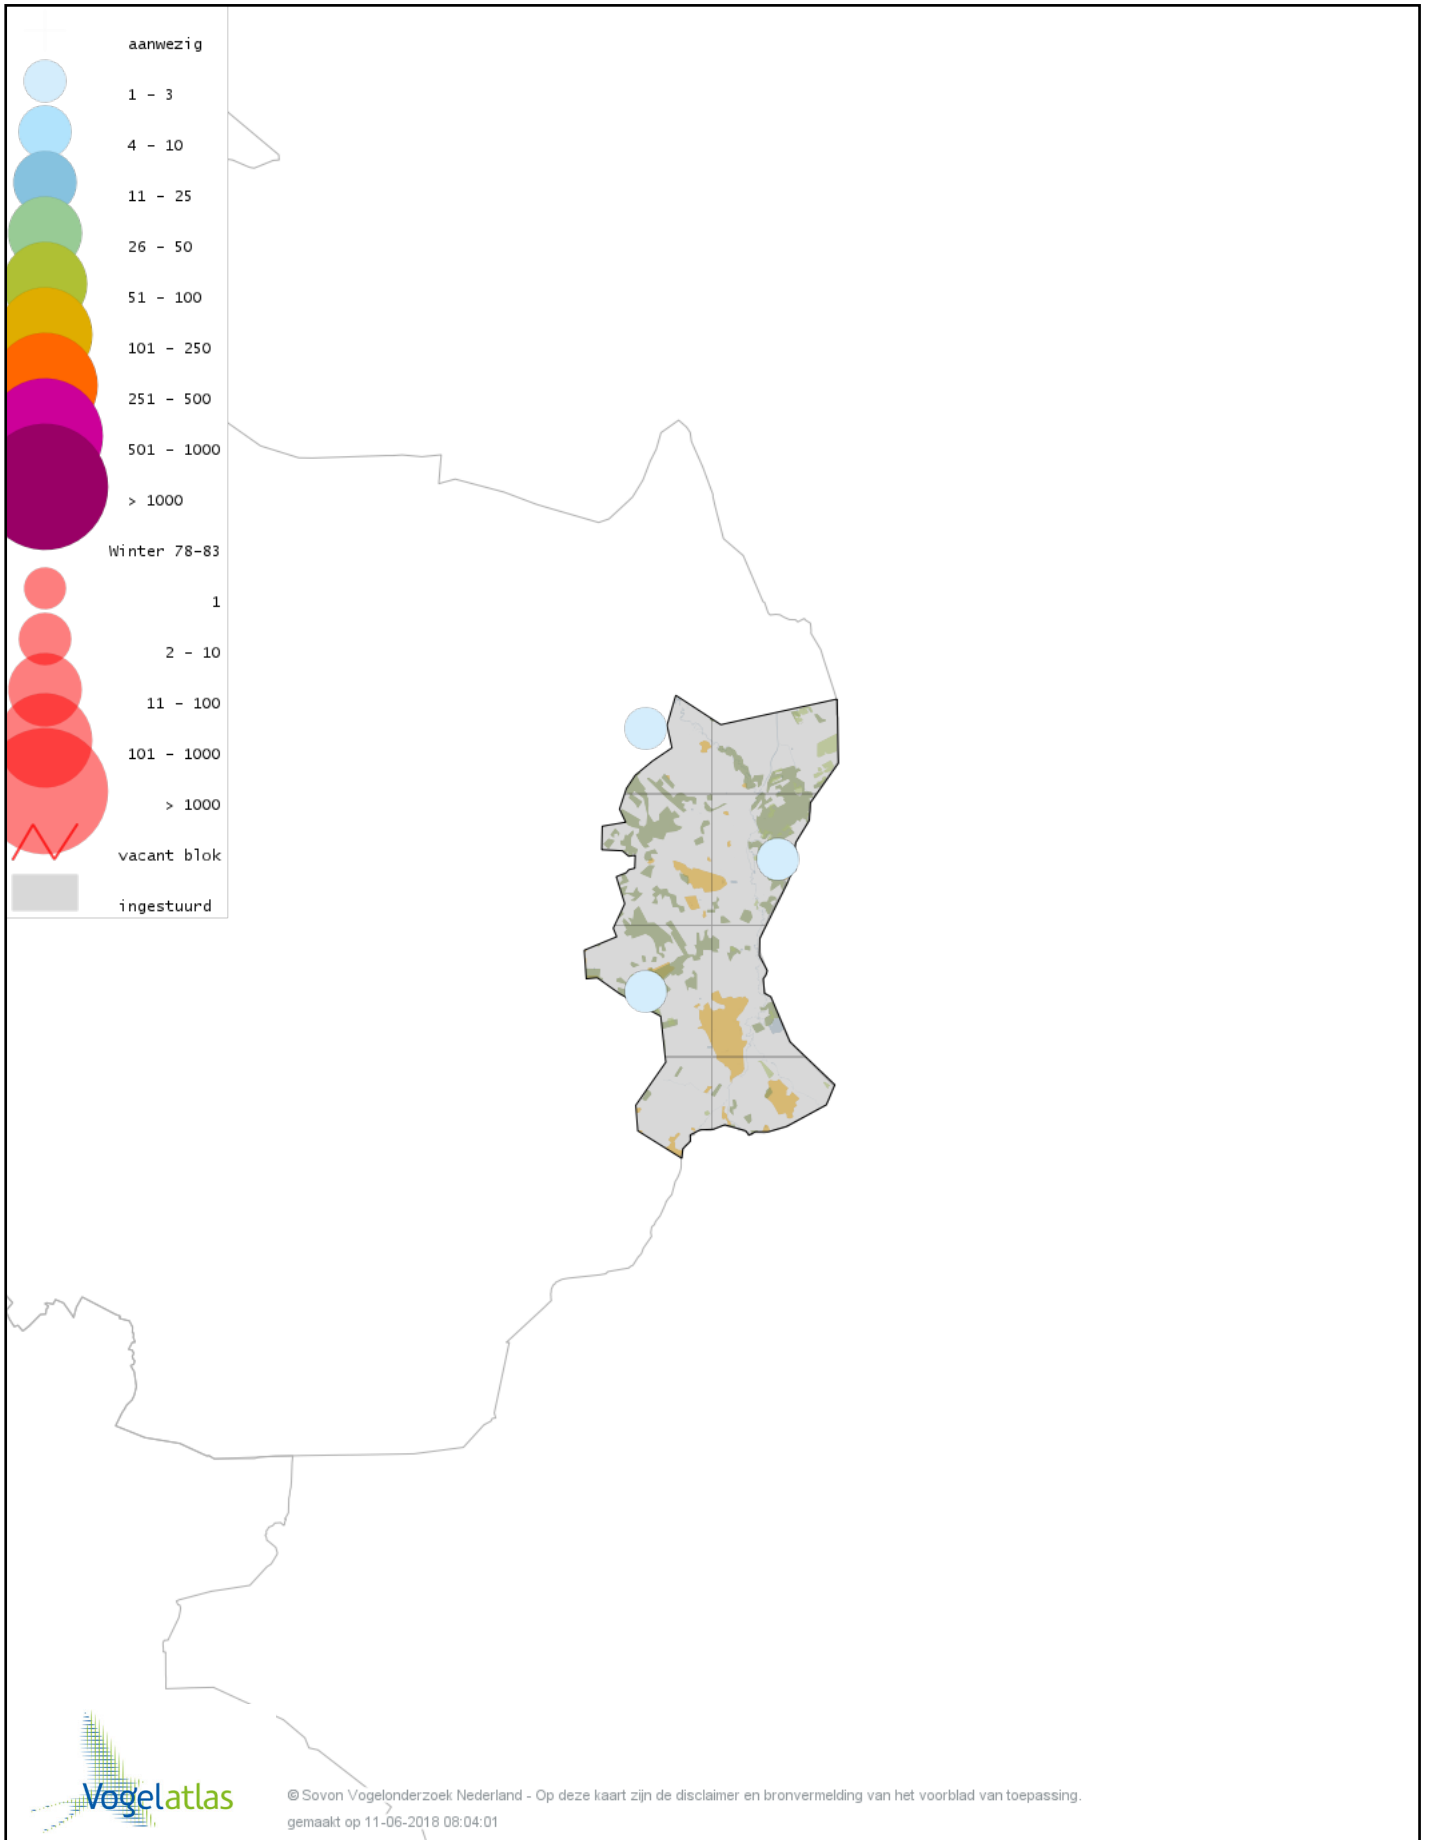 aanwezig
1 - 3
4 - 10
11 - 25
26 - 50
51 - 100
101 - 250
251 - 500
501 - 1000
> 1000
Winter 78-83
1
2 - 10
11 - 100
101 - 1000
> 1000
vacant blok
ingestuurd
Vogelatlas
© Sovon Vogelonderzoek Nederland - Op deze kaart zijn de disclaimer en bronvermelding van het voorblad van toepassing.
gemaakt op 11-06-2018 08:04:01